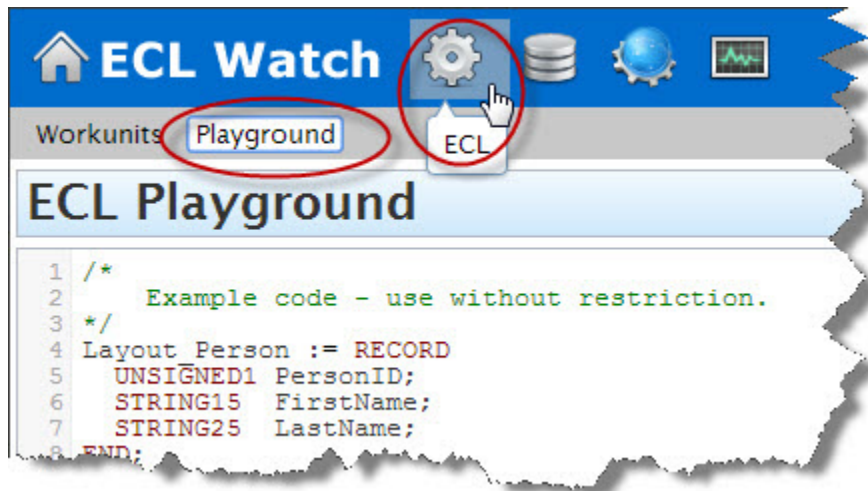 ECL Watch
Workunits Playground
ECL
ECL Playground
1 /*
2     Example code - use without restriction.
3 */
4 Layout_Person := RECORD
5   UNSIGNED1 PersonID;
6   STRING15  FirstName;
7   STRING25  LastName;
8 END;